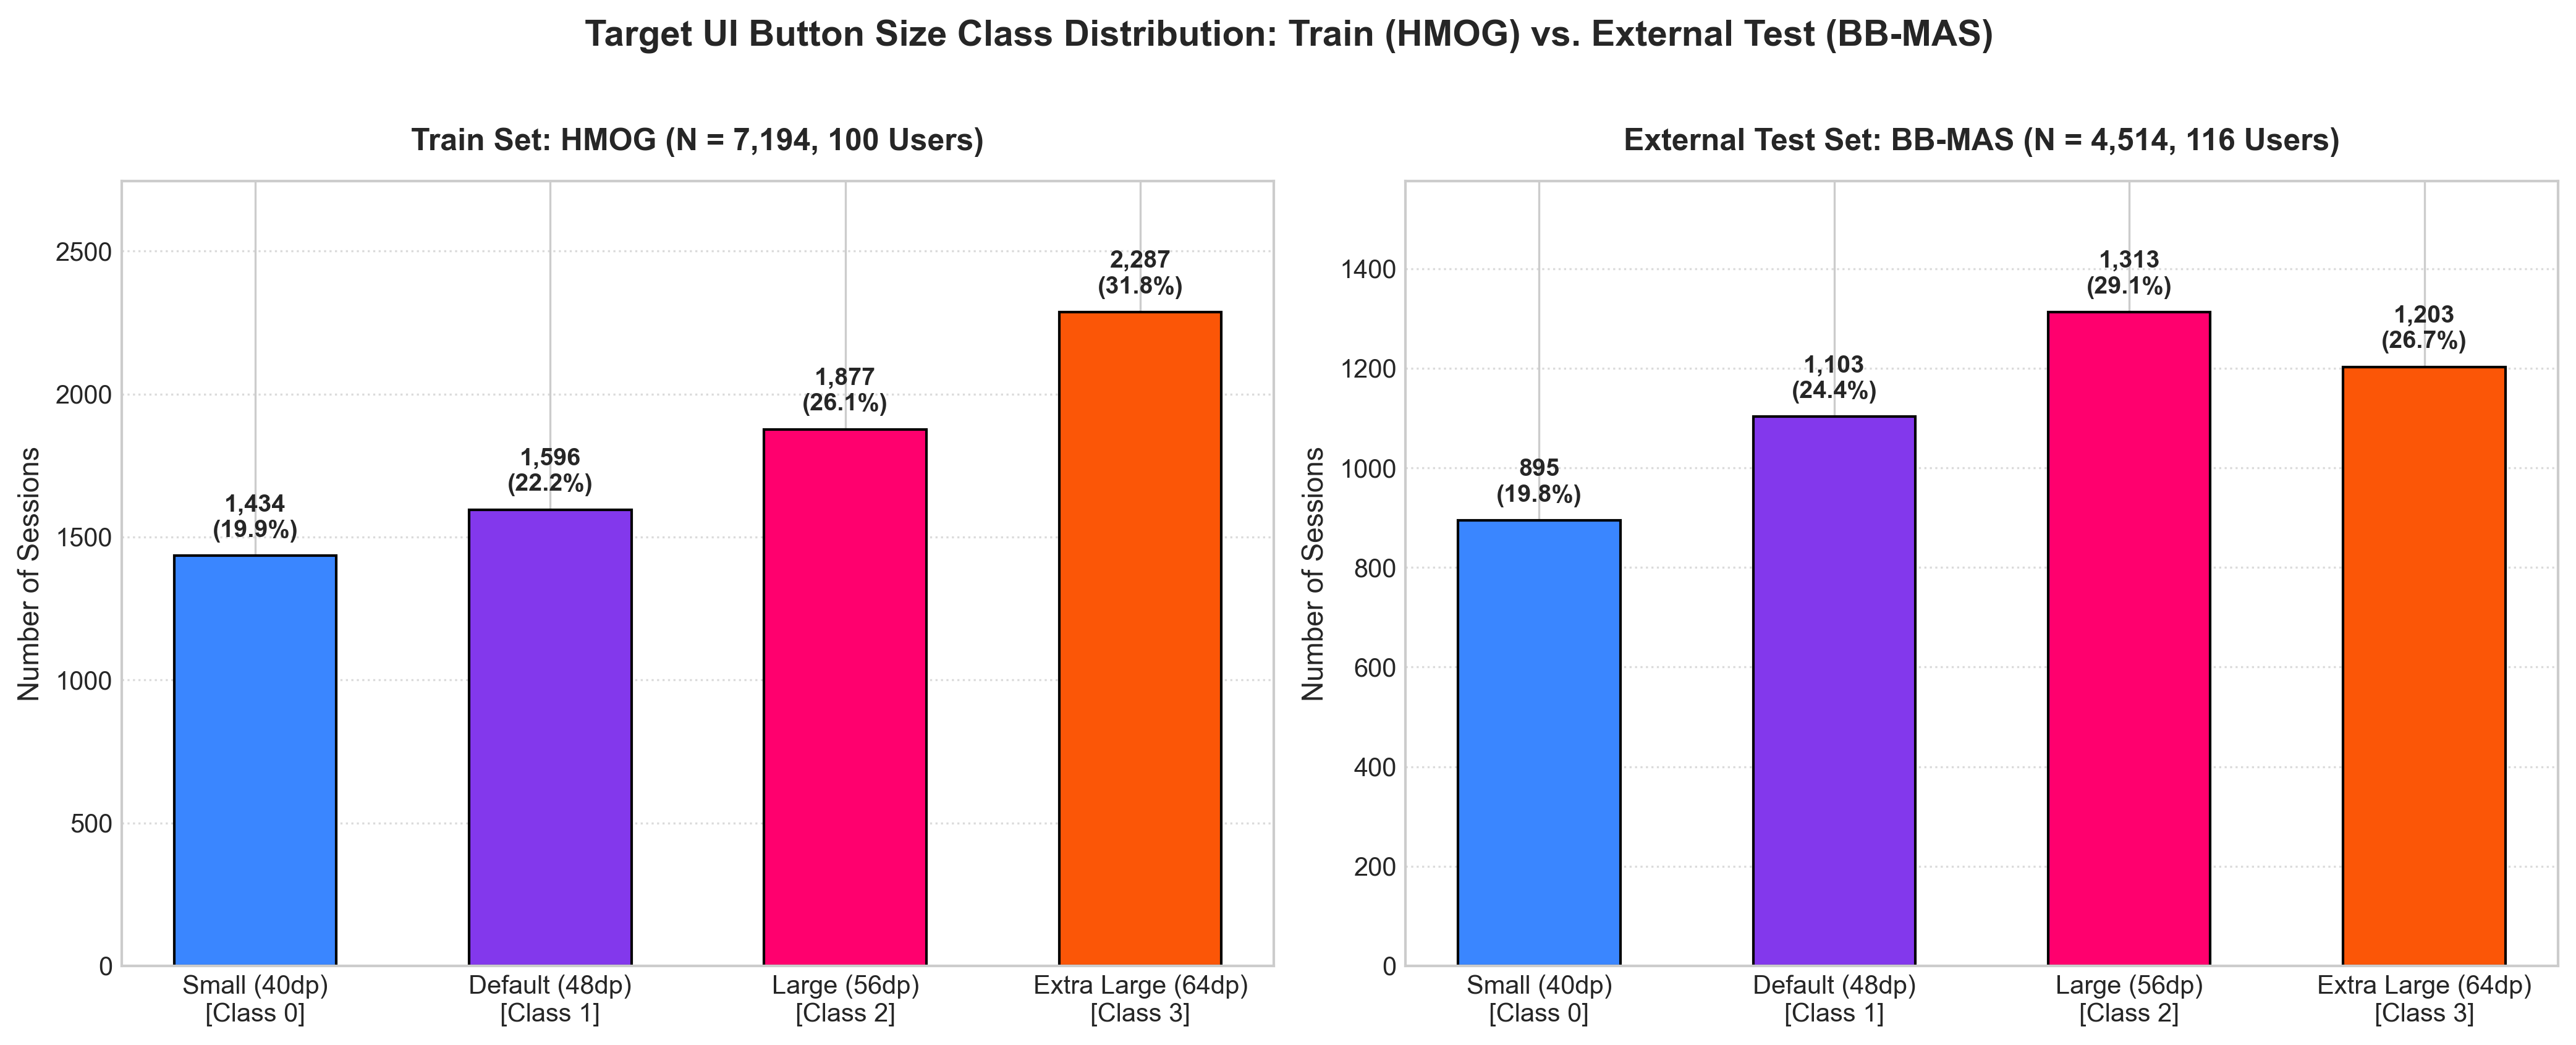 Target UI Button Size Class Distribution: Train (HMOG) vs. External Test (BB-MAS)
Train Set: HMOG (N = 7,194, 100 Users)
Number of Sessions
2500
2000
1500
1000
500
0
1,434
(19.9%)
1,596
(22.2%)
1,877
(26.1%)
2,287
(31.8%)
Small (40dp)
[Class 0]
Default (48dp)
[Class 1]
Large (56dp)
[Class 2]
Extra Large (64dp)
[Class 3]
External Test Set: BB-MAS (N = 4,514, 116 Users)
Number of Sessions
1400
1200
1000
800
600
400
200
0
895
(19.8%)
1,103
(24.4%)
1,313
(29.1%)
1,203
(26.7%)
Small (40dp)
[Class 0]
Default (48dp)
[Class 1]
Large (56dp)
[Class 2]
Extra Large (64dp)
[Class 3]